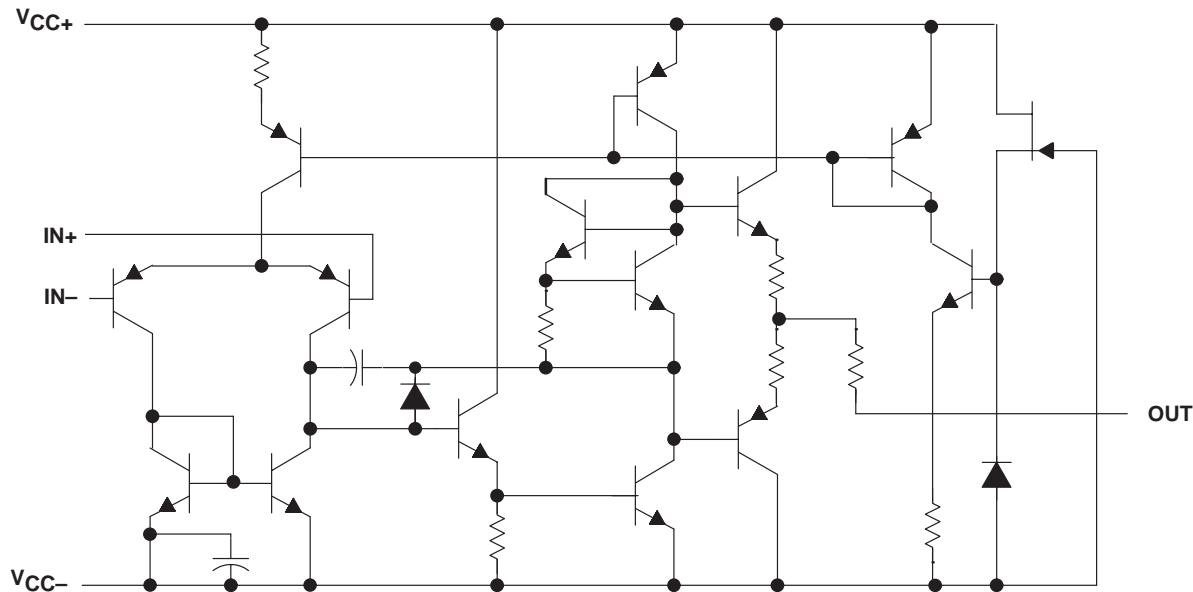 VCC+
IN+
IN–
OUT
VCC–